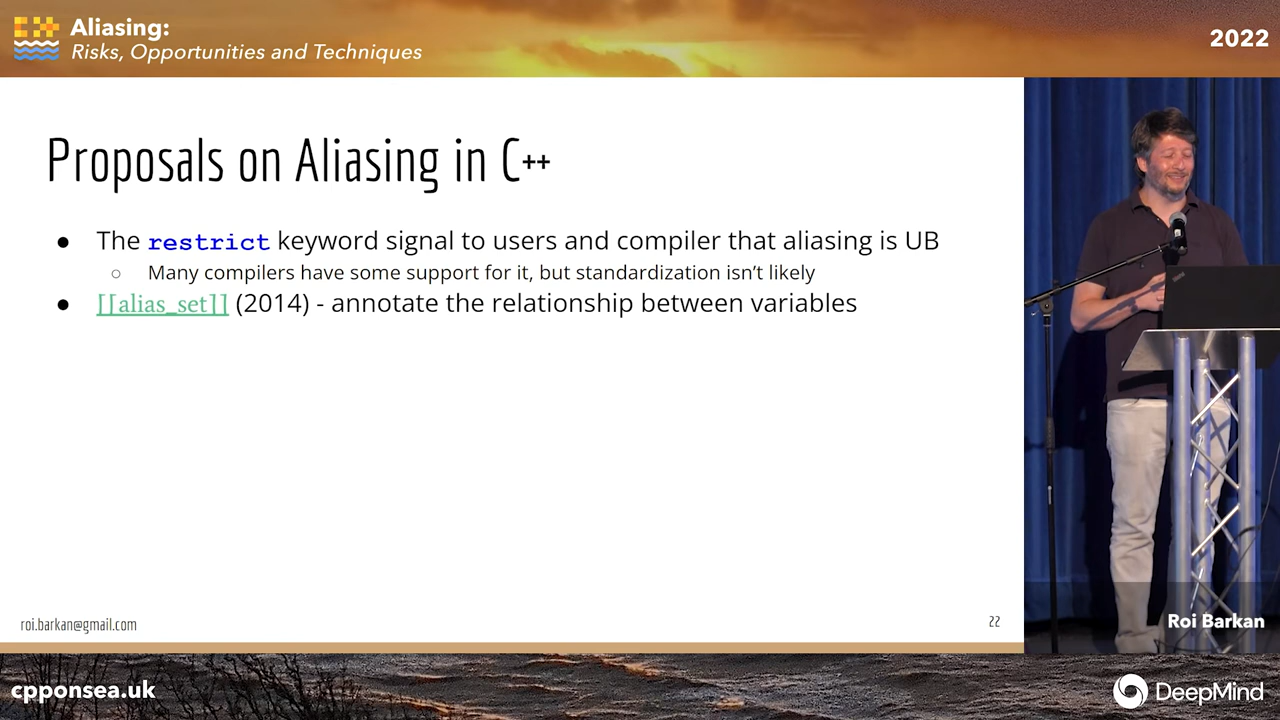 Aliasing:
Risks, Opportunities and Techniques
2022
Proposals on Aliasing in C++
● The restrict keyword signal to users and compiler that aliasing is UB
○ Many compilers have some support for it, but standardization isn't likely
● [[alias_set]] (2014) - annotate the relationship between variables
roi.barkan@gmail.com
22
Roi Barkan
cpponsea.uk
DeepMind